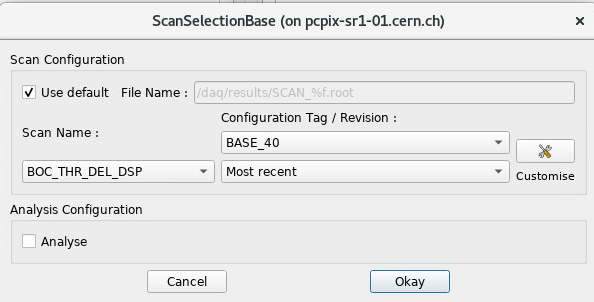 ScanSelectionBase (on pcpix-sr1-01.cern.ch)
Scan Configuration
Use default File Name : /daq/results/SCAN_%f.root
Configuration Tag / Revision :
Scan Name :
BASE_40
BOC_THR_DEL_DSP Most recent
Customise
Analysis Configuration
Analyse
Cancel Okay